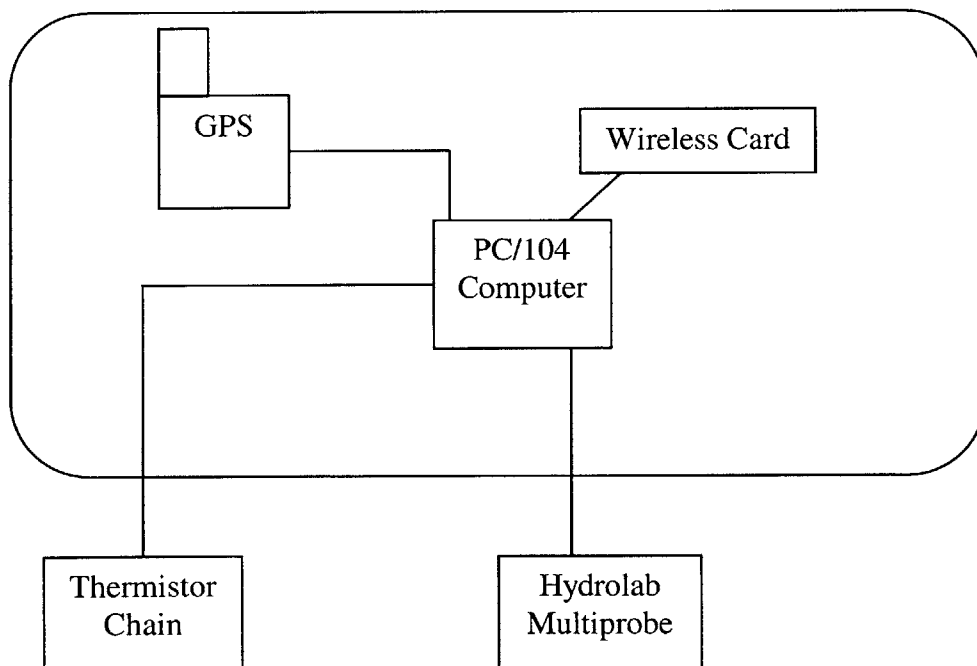 GPS
Wireless Card
PC/104
Computer
Thermistor
Chain
Hydrolab
Multiprobe